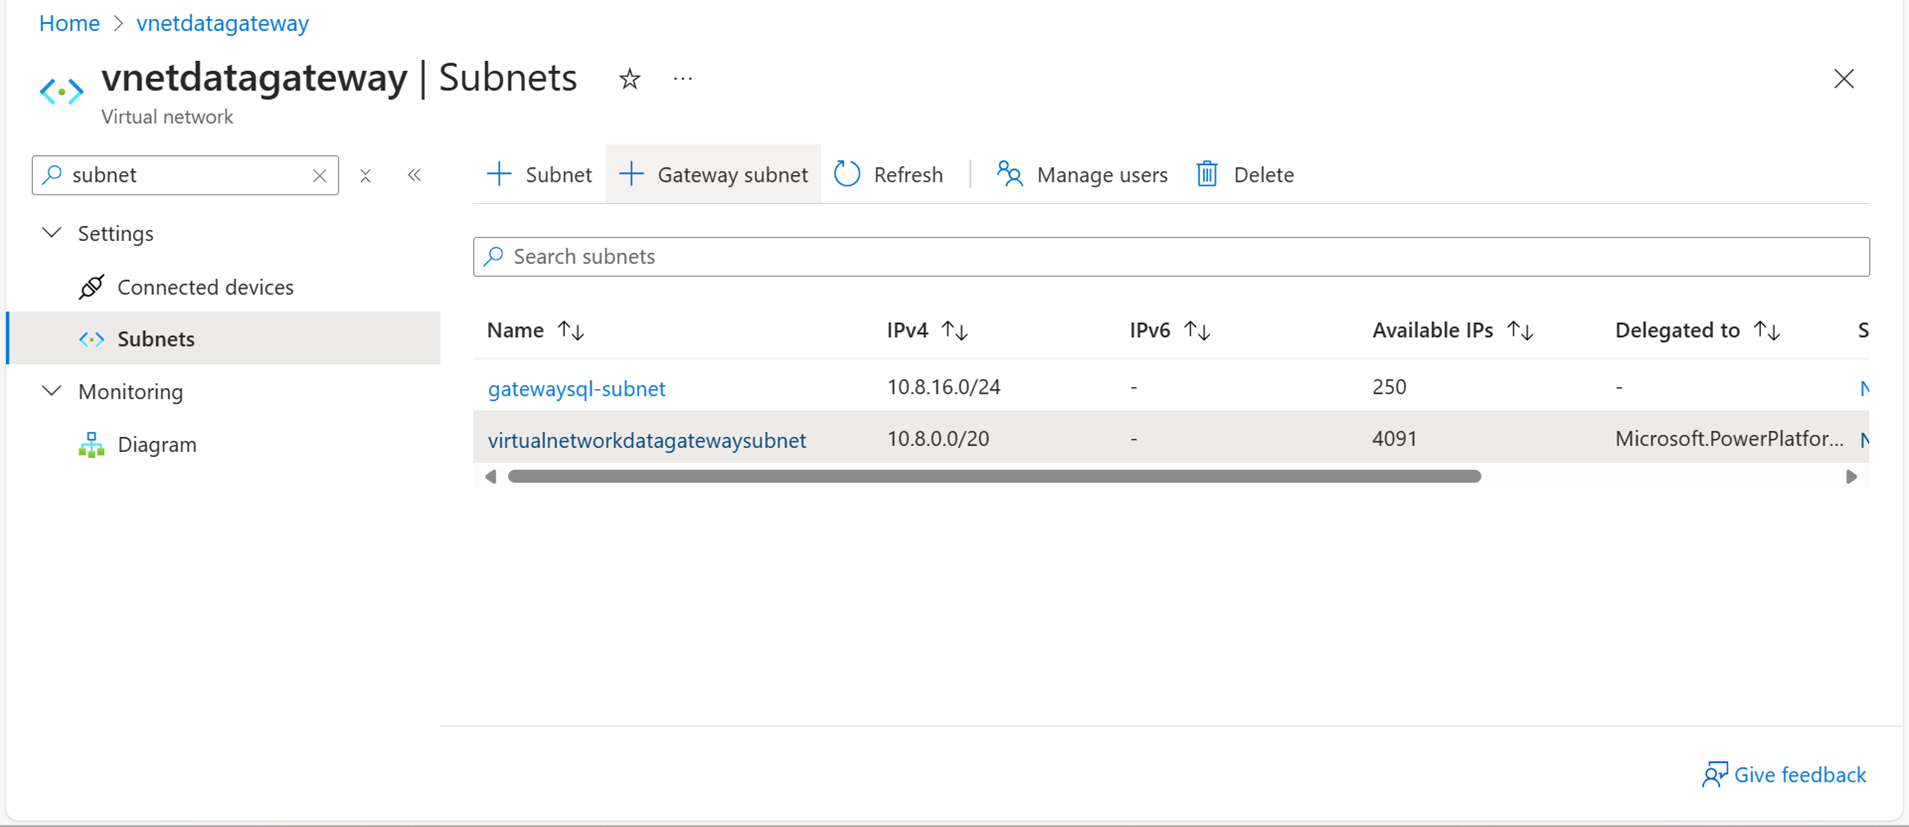 Home > vnetdatagateway
vnetdatagateway | Subnets
Virtual network
subnet
Settings
Connected devices
Subnets
Monitoring
Diagram
Subnet Gateway subnet Refresh Manage users Delete
Search subnets
Name IPv4 IPv6 Available IPs Delegated to S
gatewaysql-subnet 10.8.16.0/24 - 250 - N
virtualnetworkdatagatewaysubnet 10.8.0.0/20 - 4091 Microsoft.PowerPlatfor... N
Give feedback